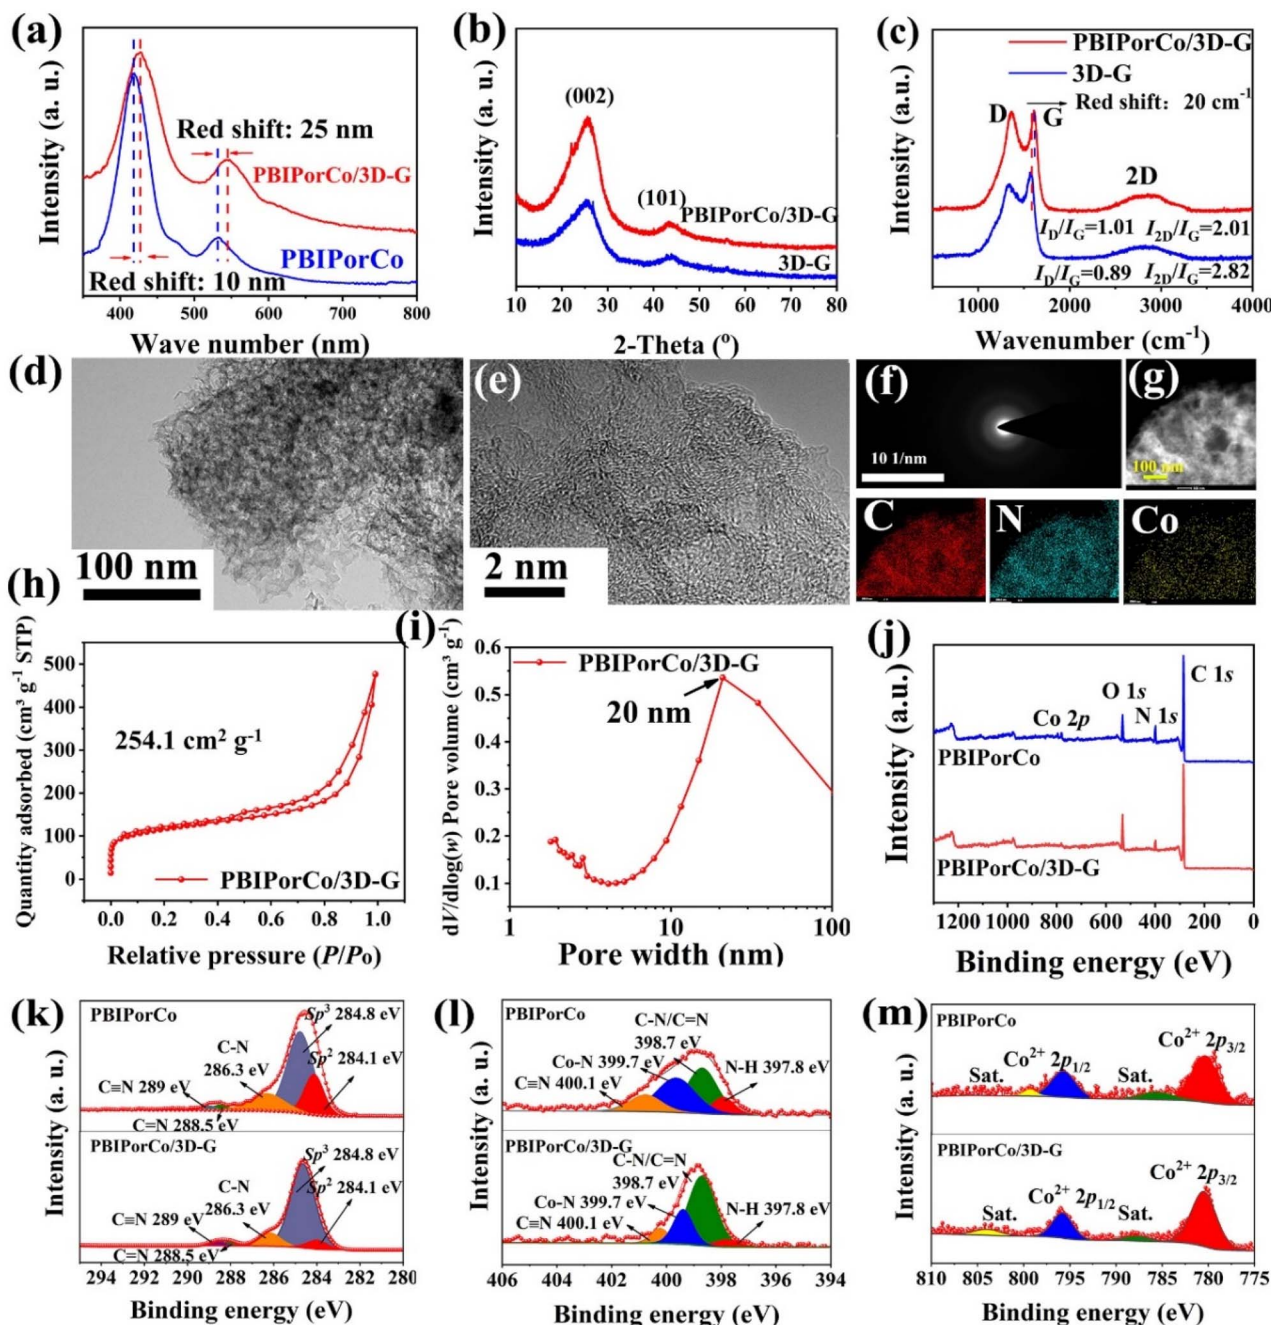 (a)
Intensity (a. u.)
Red shift: 25 nm
PBIPorCo/3D-G
PBIPorCo
Red shift: 10 nm
400 500 600 700 800
Wave number (nm)
(b)
Intensity (a.u.)
(002)
(101)
PBIPorCo/3D-G
3D-G
10 20 30 40 50 60 70 80
2-Theta (º)
(c)
Intensity (a.u.)
PBIPorCo/3D-G
3D-G
Red shift: 20 cm⁻¹
D G
2D
I_D/I_G=1.01 I_2D/I_G=2.01
I_D/I_G=0.89 I_2D/I_G=2.82
1000 2000 3000 4000
Wavenumber (cm⁻¹)
(d)
100 nm
(e)
2 nm
(f)
10 1/nm
(g)
100 nm
C
N
Co
(h)
Quantity adsorbed (cm³ g⁻¹ STP)
500
400
300
200
100
0
254.1 cm² g⁻¹
PBIPorCo/3D-G
0.0 0.2 0.4 0.6 0.8 1.0
Relative pressure (P/P₀)
(i)
dV/dlog(w) Pore volume (cm³ g⁻¹)
0.6
0.5
0.4
0.3
0.2
0.1
PBIPorCo/3D-G
20 nm
1 10 100
Pore width (nm)
(j)
Intensity (a.u.)
C 1s
O 1s
N 1s
Co 2p
PBIPorCo
PBIPorCo/3D-G
1200 1000 800 600 400 200 0
Binding energy (eV)
(k)
Intensity (a. u.)
PBIPorCo
Sp³ 284.8 eV
C-N
286.3 eV
Sp² 284.1 eV
C≡N 289 eV
C=N 288.5 eV
PBIPorCo/3D-G
Sp³ 284.8 eV
C-N
286.3 eV
Sp² 284.1 eV
C≡N 289 eV
C=N 288.5 eV
295 294 292 290 288 286 284 282 280
Binding energy (eV)
(l)
Intensity (a. u.)
PBIPorCo
C-N/C=N
398.7 eV
Co-N 399.7 eV
N-H 397.8 eV
C≡N 400.1 eV
PBIPorCo/3D-G
C-N/C=N
398.7 eV
Co-N 399.7 eV
N-H 397.8 eV
C≡N 400.1 eV
406 404 402 400 398 396 394
Binding energy (eV)
(m)
Intensity (a. u.)
PBIPorCo
Co²⁺ 2p₃/₂
Co²⁺ 2p₁/₂
Sat.
Sat.
PBIPorCo/3D-G
Co²⁺ 2p₃/₂
Co²⁺ 2p₁/₂
Sat.
Sat.
810 800 795 785 780 775
Binding energy (eV)